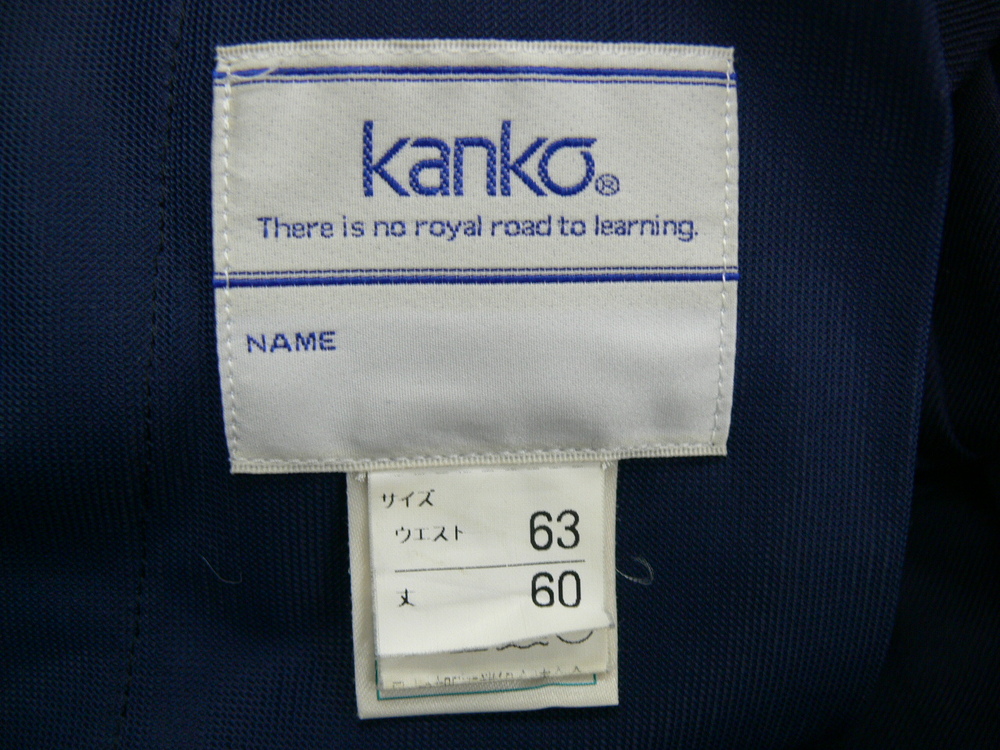 kanko®
There is no royal road to learning.
NAME
サイズ
ウエスト 63
丈 60